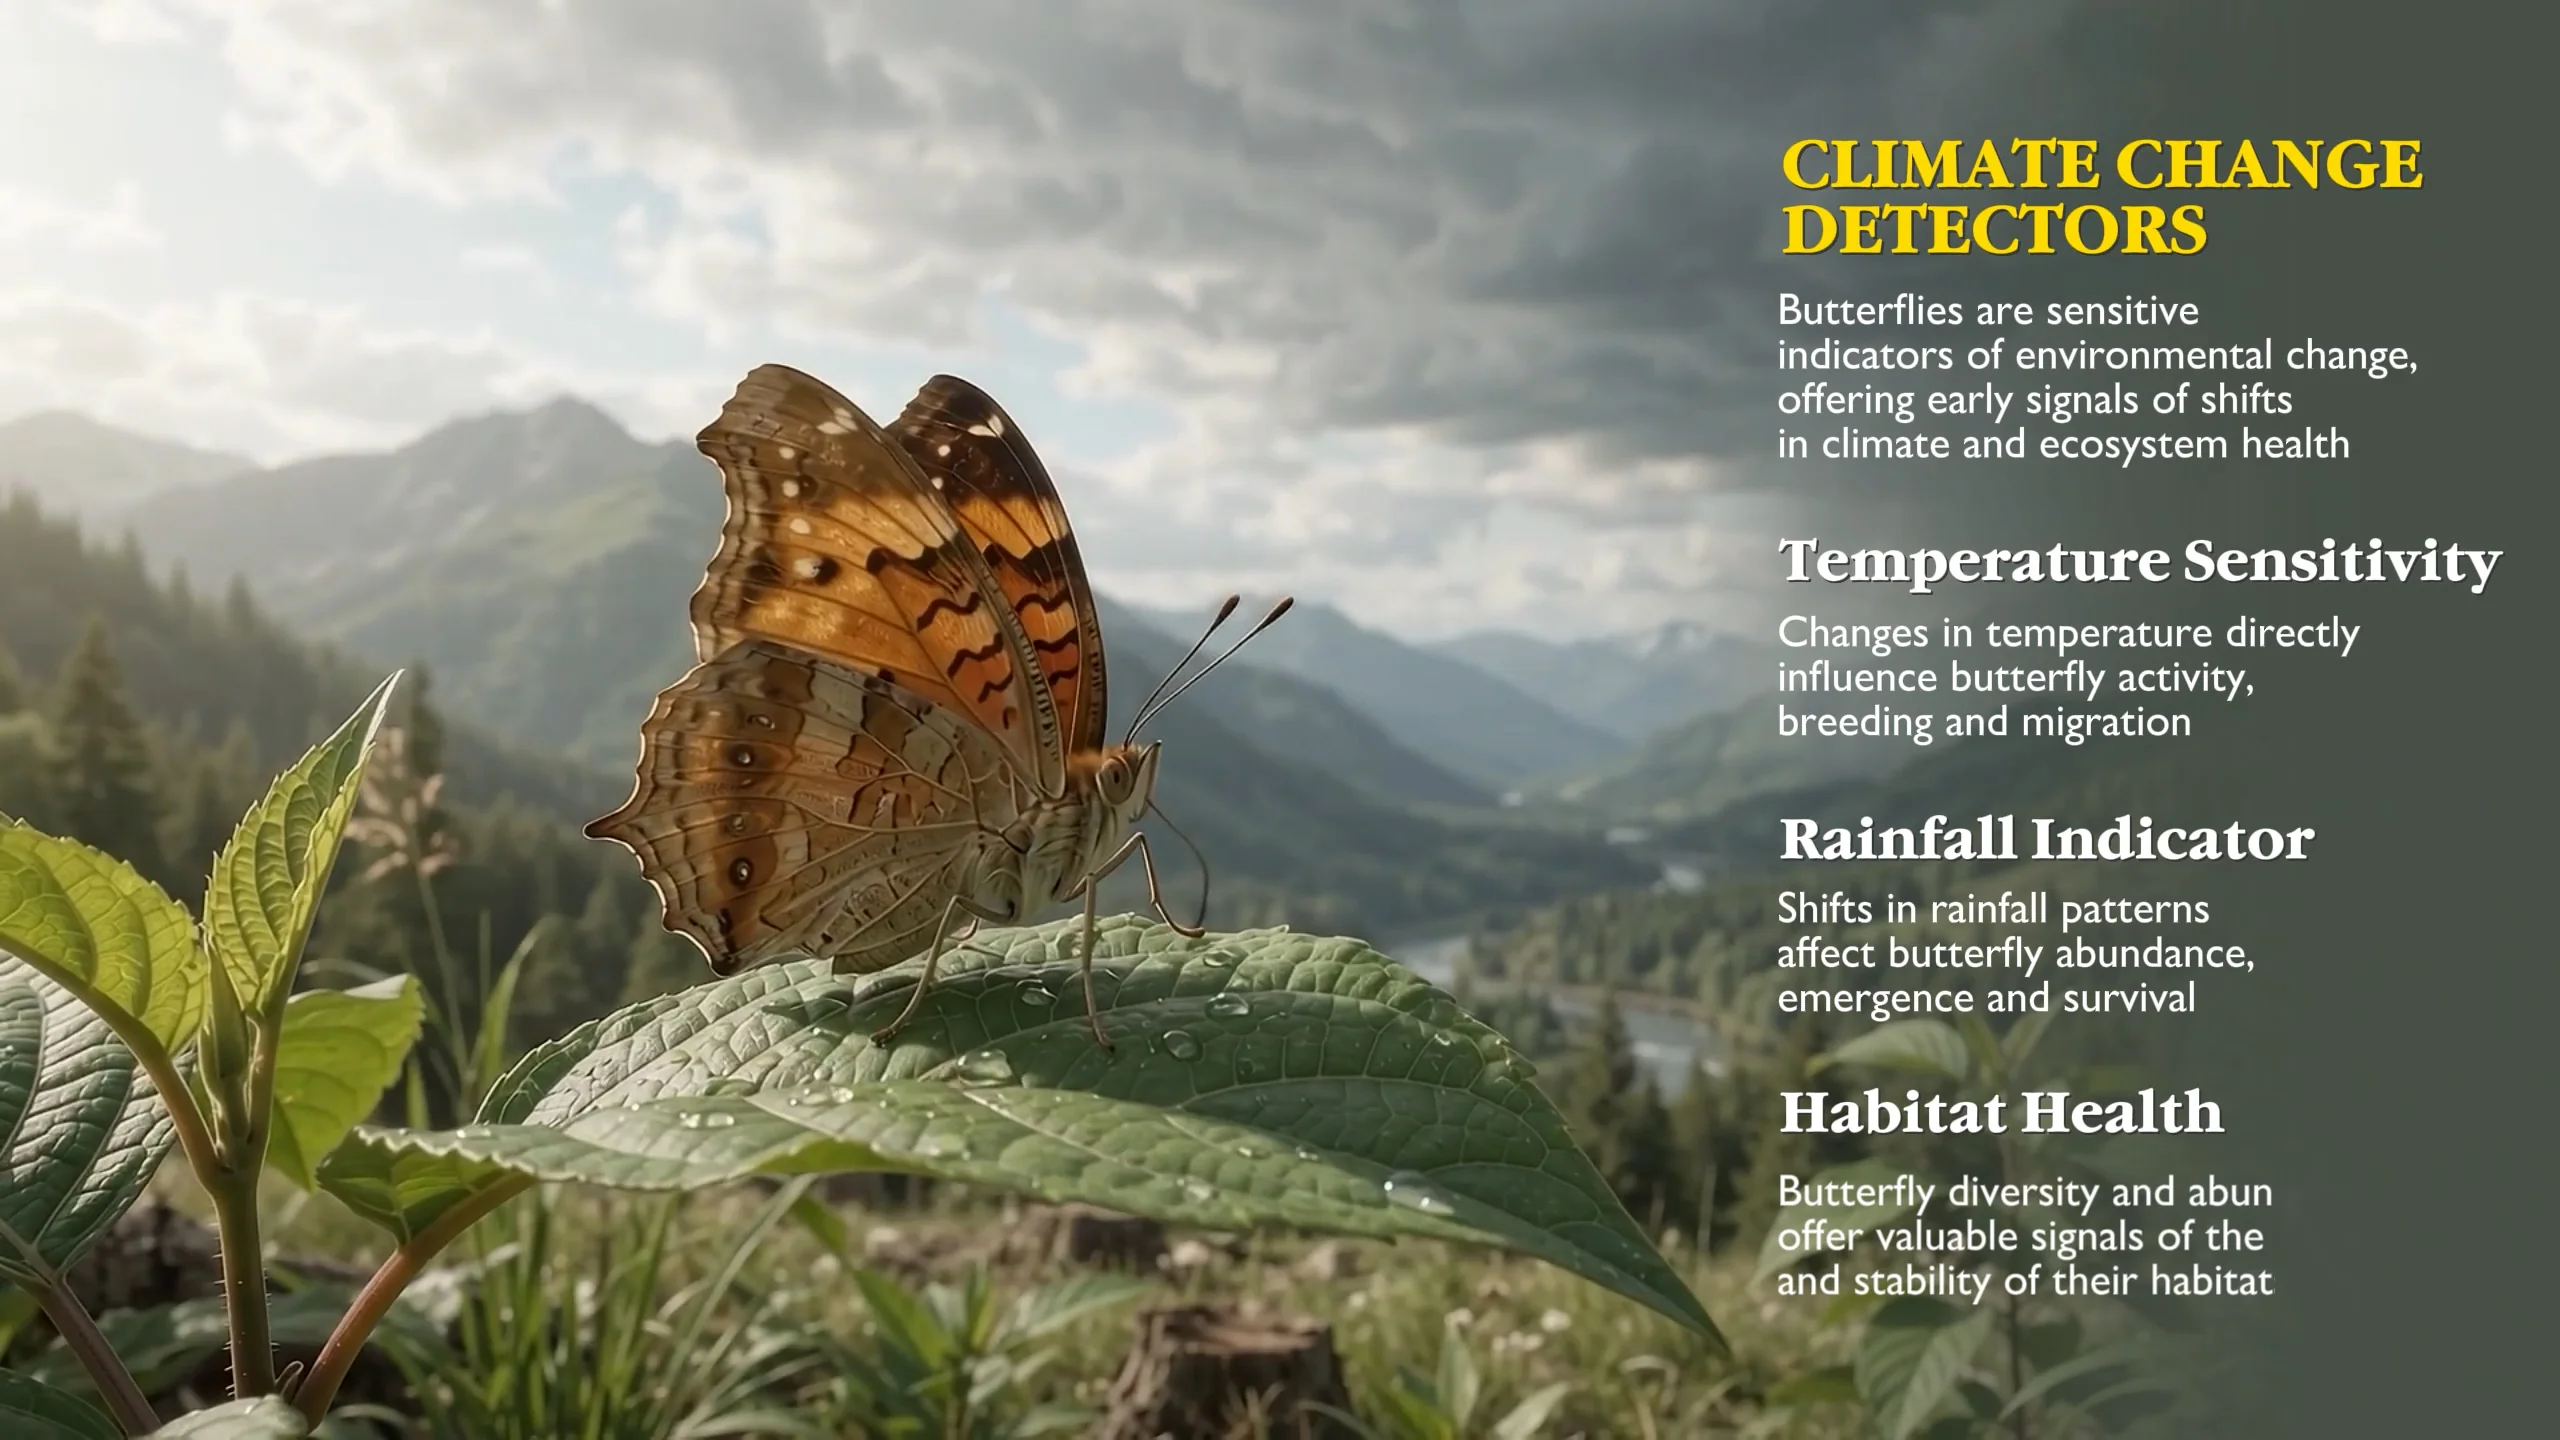 CLIMATE CHANGE
DETECTORS
Butterflies are sensitive
indicators of environmental change,
offering early signals of shifts
in climate and ecosystem health
Temperature Sensitivity
Changes in temperature directly
influence butterfly activity,
breeding and migration
Rainfall Indicator
Shifts in rainfall patterns
affect butterfly abundance,
emergence and survival
Habitat Health
Butterfly diversity and abun
offer valuable signals of the
and stability of their habitat